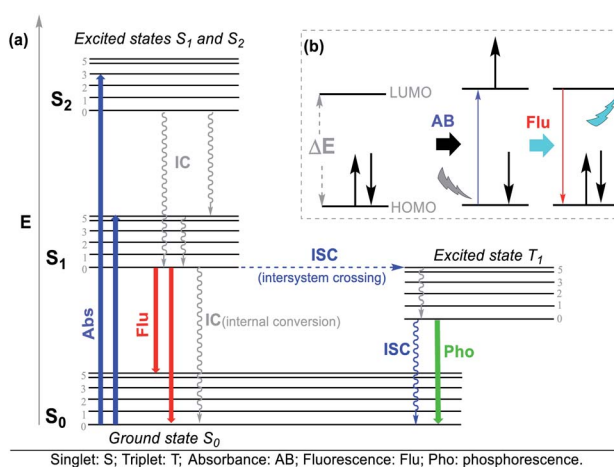 (a)
E
Excited states S1 and S2
5
3
2
1
0
S2
IC
5
3
2
1
0
S1
Abs
Flu
IC(internal conversion)
ISC
(intersystem crossing)
Excited state T1
5
3
2
1
0
ISC
Pho
5
3
2
1
0
S0
Ground state S0
(b)
LUMO
ΔE
HOMO
AB
Flu
Singlet: S; Triplet: T; Absorbance: AB; Fluorescence: Flu; Pho: phosphorescence.